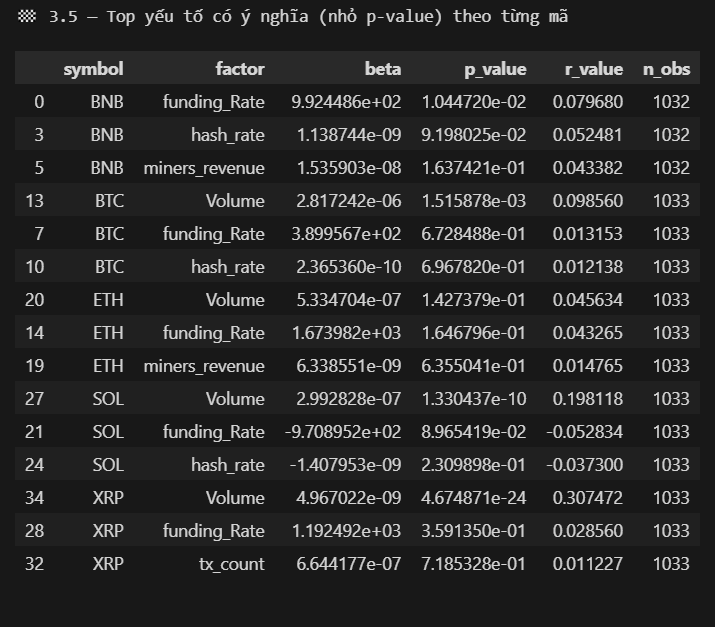 3.5 — Top yếu tố có ý nghĩa (nhỏ p-value) theo từng mã
symbol factor beta p_value r_value n_obs
0 BNB funding_Rate 9.924486e+02 1.044720e-02 0.079680 1032
3 BNB hash_rate 1.138744e-09 9.198025e-02 0.052481 1032
5 BNB miners_revenue 1.535903e-08 1.637421e-01 0.043382 1032
13 BTC Volume 2.817242e-06 1.515878e-03 0.098560 1033
7 BTC funding_Rate 3.899567e+02 6.728488e-01 0.013153 1033
10 BTC hash_rate 2.365360e-10 6.967820e-01 0.012138 1033
20 ETH Volume 5.334704e-07 1.427379e-01 0.045634 1033
14 ETH funding_Rate 1.673982e+03 1.646796e-01 0.043265 1033
19 ETH miners_revenue 6.338551e-09 6.355041e-01 0.014765 1033
27 SOL Volume 2.992828e-07 1.330437e-10 0.198118 1033
21 SOL funding_Rate -9.708952e+02 8.965419e-02 -0.052834 1033
24 SOL hash_rate -1.407953e-09 2.309898e-01 -0.037300 1033
34 XRP Volume 4.967022e-09 4.674871e-24 0.307472 1033
28 XRP funding_Rate 1.192492e+03 3.591350e-01 0.028560 1033
32 XRP tx_count 6.644177e-07 7.185328e-01 0.011227 1033